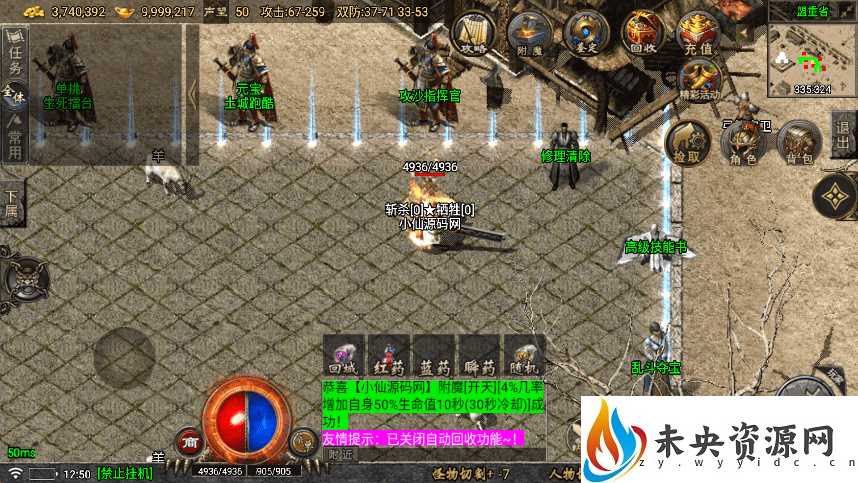 3,740,392 9,999,217 声望 50 攻击:67-259 双防:37-71 33-53
盟重省
任务
全体
常用
下属
攻略
附魔
鉴定
回收
充值
精彩活动
335:324
退出
单挑
生死擂台
元宝
土城跑酷
攻沙指挥官
修理清除
捡取
角色
背包
羊
4936/4936
斩杀[0]★牺牲[0]
小仙源码网
高级技能书
乱斗夺宝
回城
红药
蓝药
瞬药
随机
恭喜【小仙源码网】附魔[开天][4%几率
增加自身50%生命值10秒(30秒冷却)]成
功!
友情提示：已关闭自动回收功能~!
附近
商
50ms
羊
12:50 [禁止挂机]
4936/4936 905/905
怪物切割+-7
人物
未央资源网
zy.wyyidc.cn